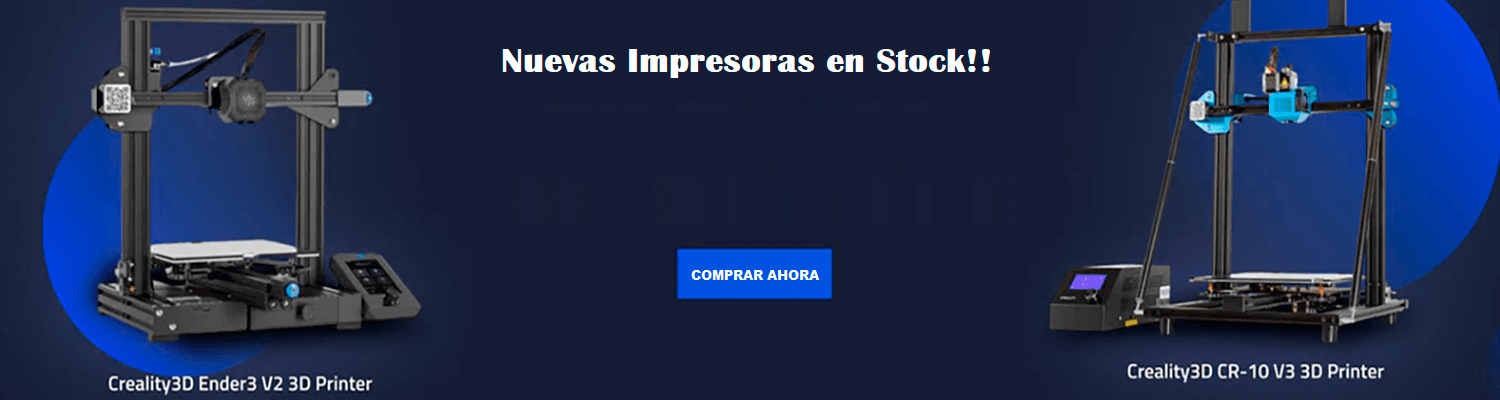 Nuevas Impresoras en Stock!!
COMPRAR AHORA
Creality3D Ender3 V2 3D Printer
Creality3D CR-10 V3 3D Printer